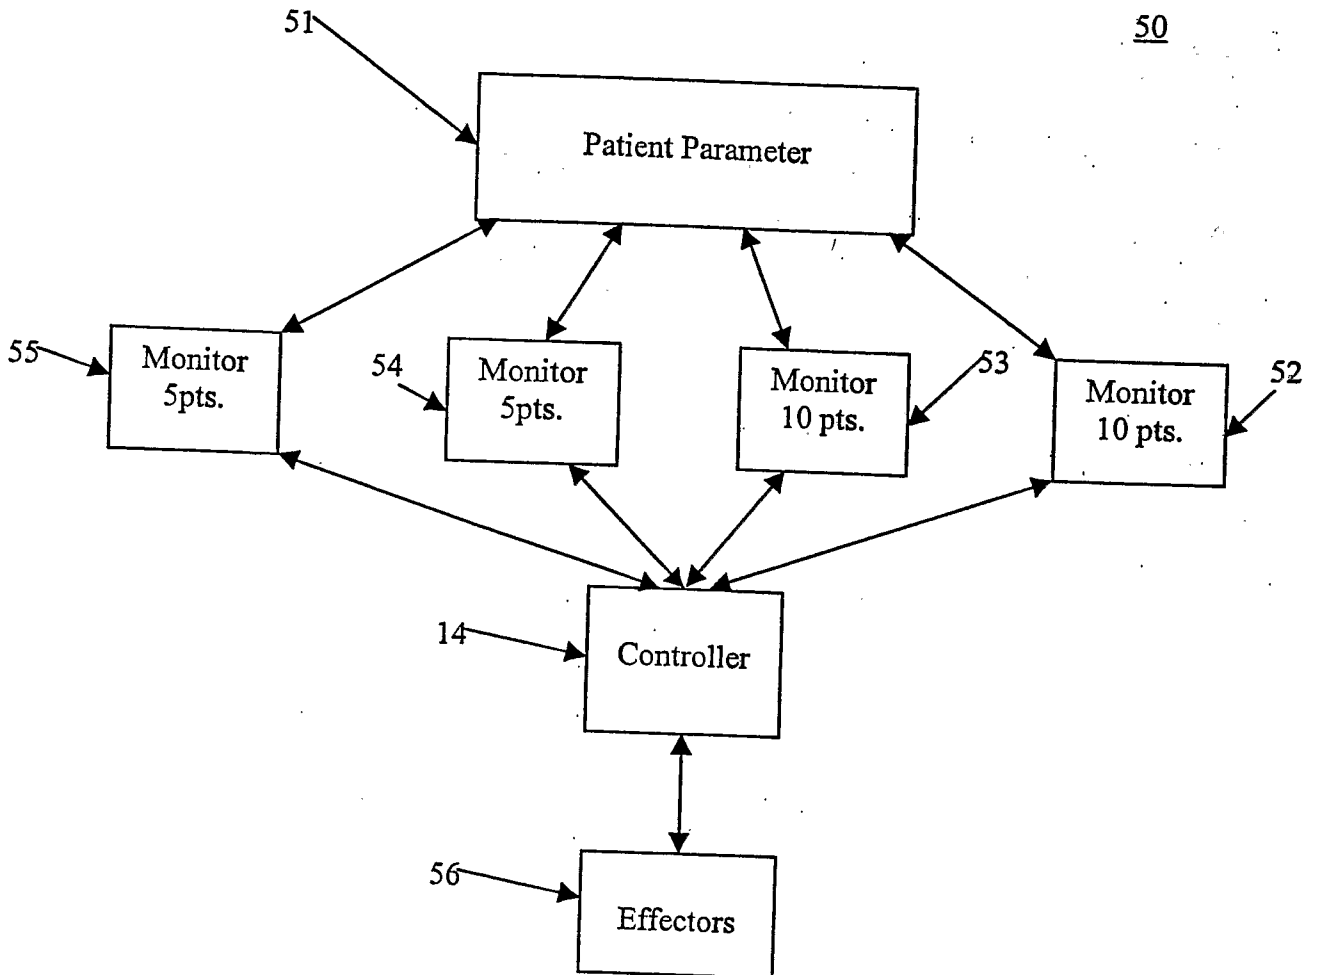 51
50
Patient Parameter
55
Monitor
5pts.
54
Monitor
5pts.
Monitor
10 pts.
53
Monitor
10 pts.
52
14
Controller
56
Effectors